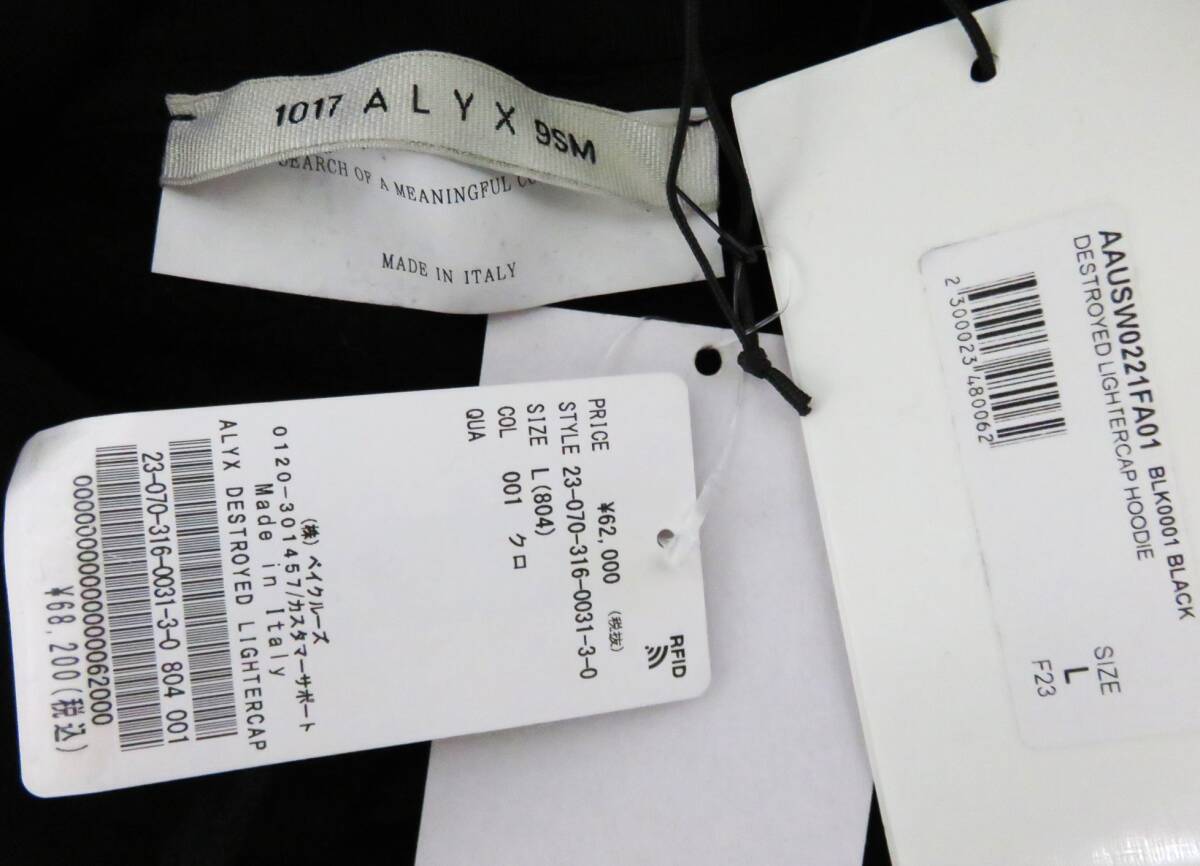 1017 ALYX 9SM
SEARCH OF A MEANINGFUL
MADE IN ITALY
AAUSW0221FA01 BLK0001 BLACK
DESTROYED LIGHTERCAP HOODIE
2 300023 480062
SIZE
L
F23
RFID
PRICE ¥62,000 (税抜)
STYLE 23-070-316-0031-3-0
SIZE L(804)
COL 001 クロ
QUA
(株)ベイクルーズ
0120-301457/カスタマーサポート
Made in Italy
ALYX DESTROYED LIGHTERCAP
23-070-316-0031-3-0 804 001
¥68,200(税込)